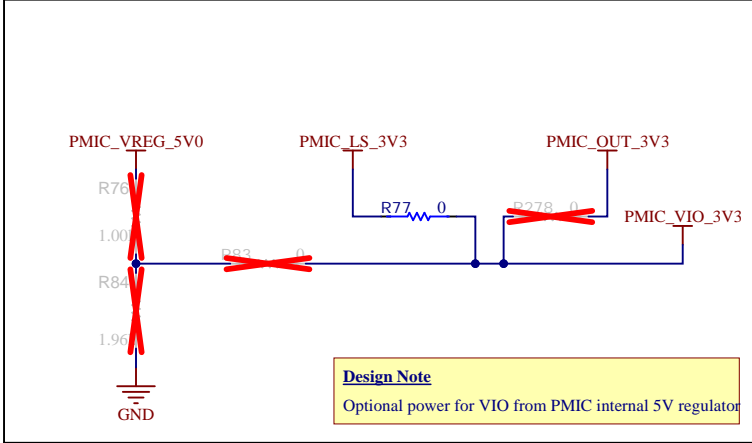 PMIC_VREG_5V0 PMIC_LS_3V3 PMIC_OUT_3V3
R76
R77 0 R278 0
PMIC_VIO_3V3
1.00
R83 0
R84
1.96
Design Note
Optional power for VIO from PMIC internal 5V regulator
GND